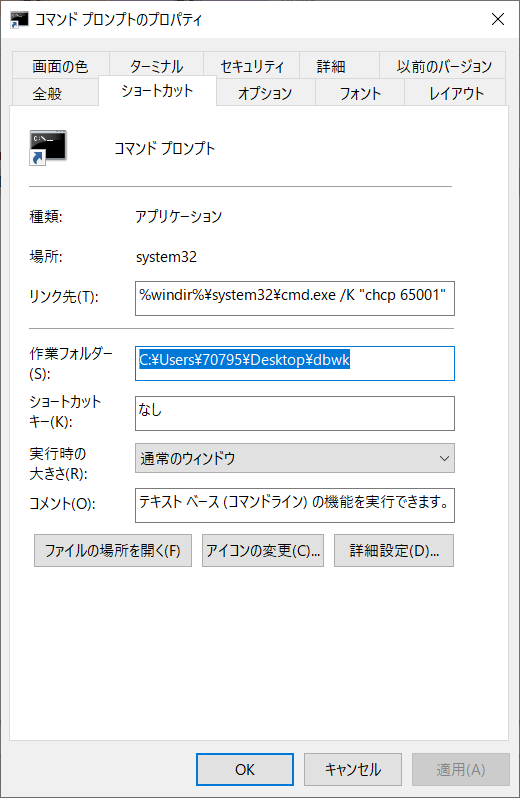 コマンド プロンプトのプロパティ
画面の色 ターミナル セキュリティ 詳細 以前のバージョン
全般 ショートカット オプション フォント レイアウト
コマンド プロンプト
種類: アプリケーション
場所: system32
リンク先(T): %windir%¥system32¥cmd.exe /K "chcp 65001"
作業フォルダー
(S): C:¥Users¥70795¥Desktop¥dbwk
ショートカット
キー(K): なし
実行時の
大きさ(R): 通常のウィンドウ
コメント(O): テキスト ベース (コマンドライン) の機能を実行できます。
ファイルの場所を開く(F) アイコンの変更(C)... 詳細設定(D)...
OK キャンセル 適用(A)